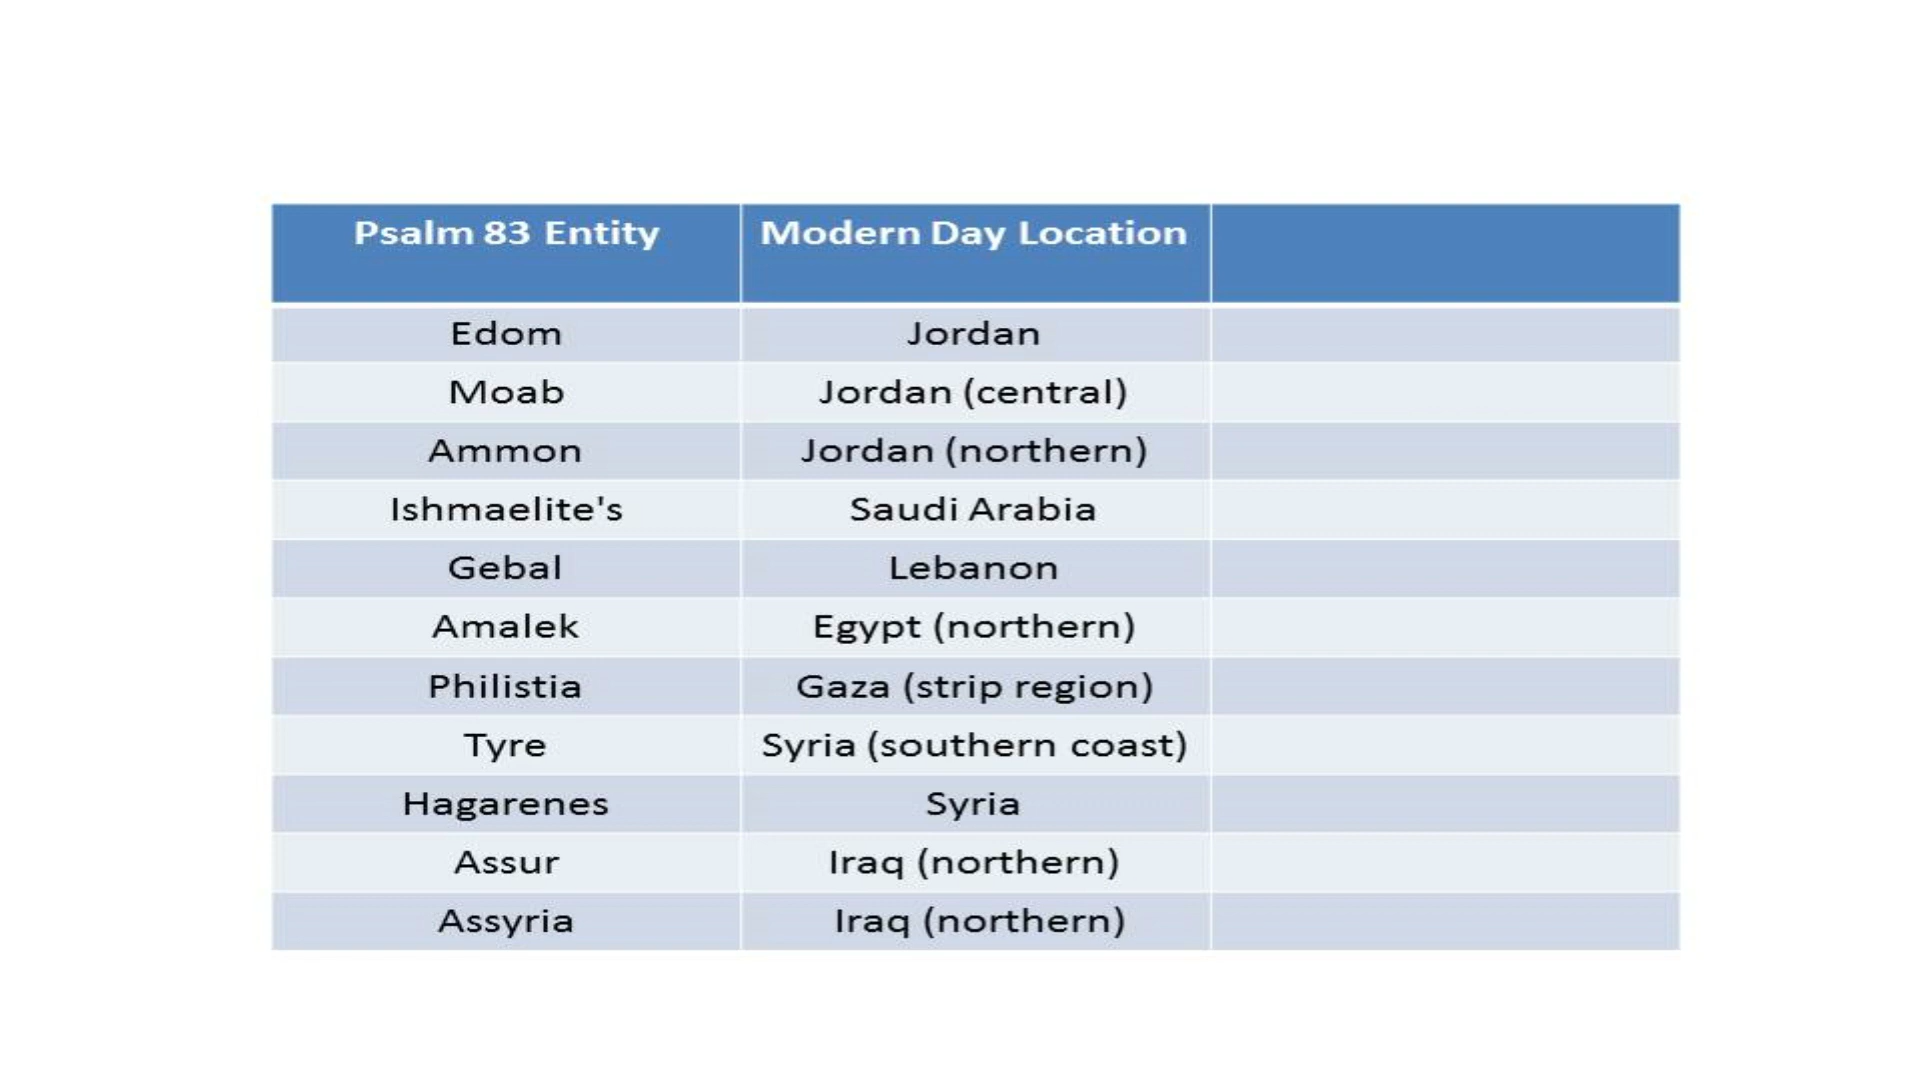 Psalm 83 Entity Modern Day Location
Edom Jordan
Moab Jordan (central)
Ammon Jordan (northern)
Ishmaelite's Saudi Arabia
Gebal Lebanon
Amalek Egypt (northern)
Philistia Gaza (strip region)
Tyre Syria (southern coast)
Hagarenes Syria
Assur Iraq (northern)
Assyria Iraq (northern)